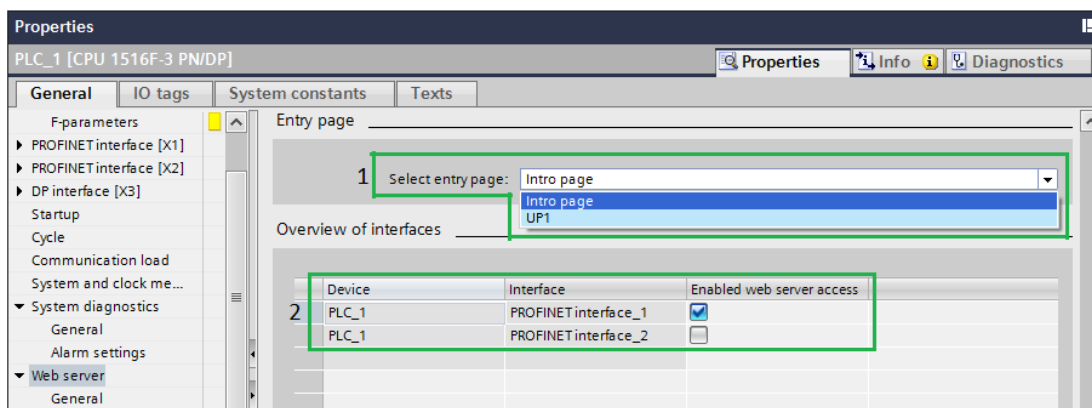 Properties
PLC_1 [CPU 1516F-3 PN/DP]
Properties Info Diagnostics
General IO tags System constants Texts
F-parameters
PROFINET interface [X1]
PROFINET interface [X2]
DP interface [X3]
Startup
Cycle
Communication load
System and clock me...
System diagnostics
General
Alarm settings
Web server
General
Entry page
1 Select entry page: Intro page
Intro page
UP1
Overview of interfaces
Device Interface Enabled web server access
2 PLC_1 PROFINET interface_1
PLC_1 PROFINET interface_2